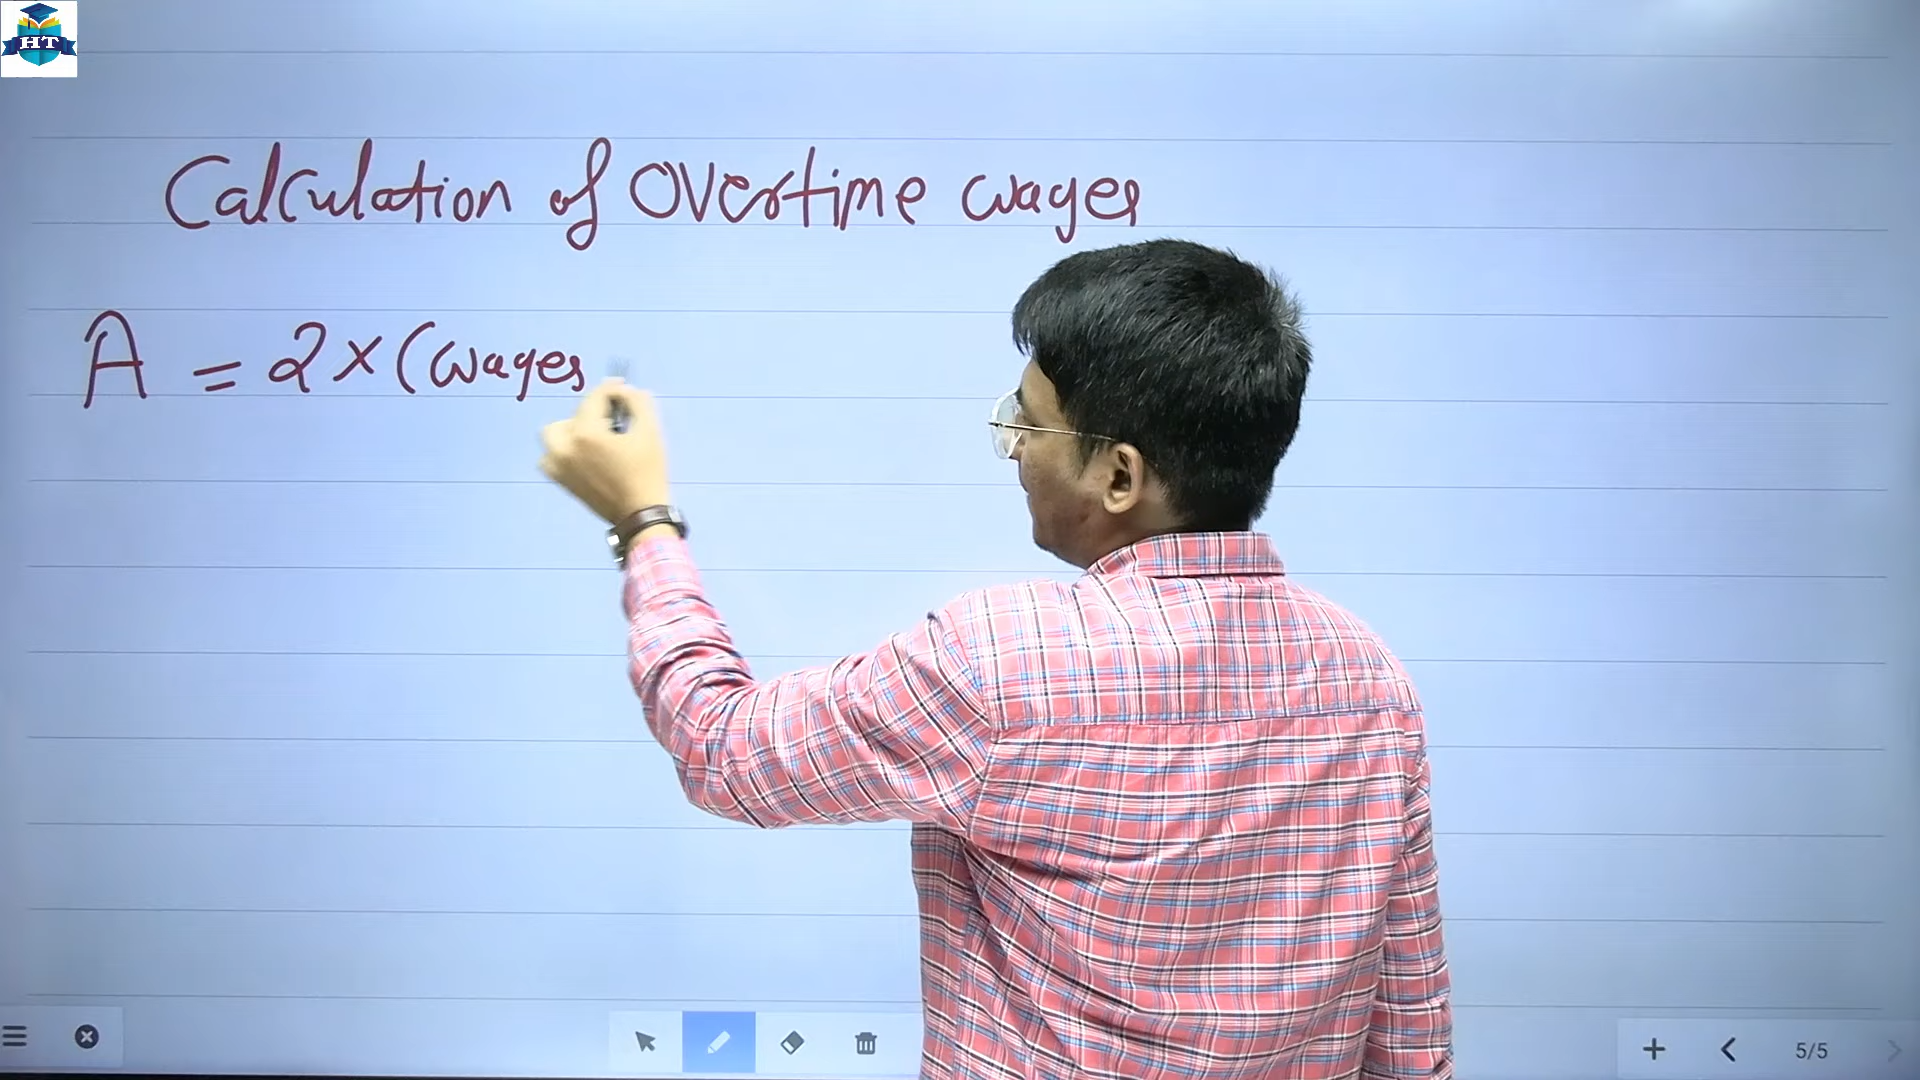 HT
Calculation of Overtime wages
A = 2 × (wages
5/5